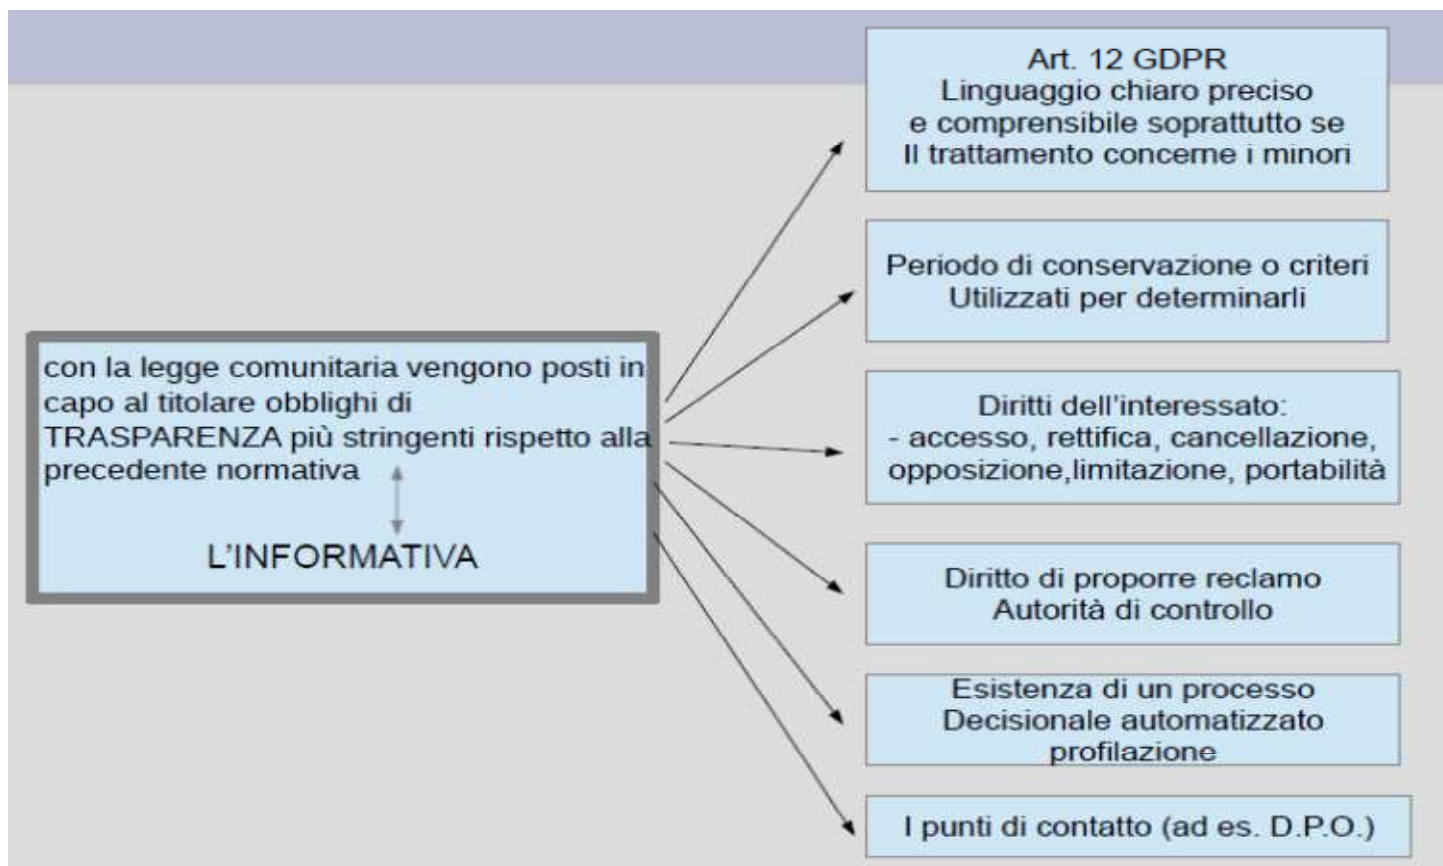 con la legge comunitaria vengono posti in
capo al titolare obblighi di
TRASPARENZA più stringenti rispetto alla
precedente normativa
L'INFORMATIVA
Art. 12 GDPR
Linguaggio chiaro preciso
e comprensibile soprattutto se
Il trattamento concerne i minori
Periodo di conservazione o criteri
Utilizzati per determinarli
Diritti dell'interessato:
- accesso, rettifica, cancellazione,
opposizione,limitazione, portabilità
Diritto di proporre reclamo
Autorità di controllo
Esistenza di un processo
Decisionale automatizzato
profilazione
I punti di contatto (ad es. D.P.O.)